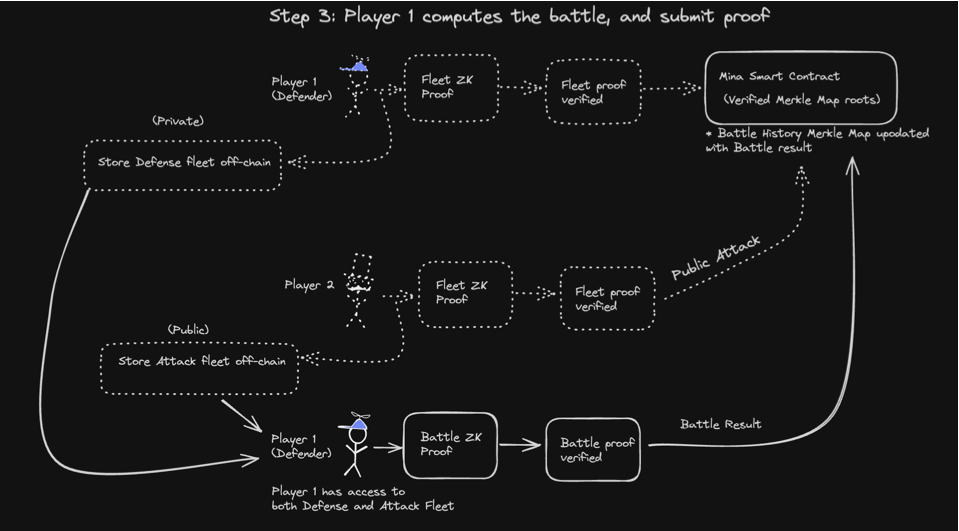 Step 3: Player 1 computes the battle, and submit proof
Player 1
(Defender)
Fleet ZK
Proof
Fleet proof
verified
Mina Smart Contract
(Verified Merkle Map roots)
* Battle History Merkle Map upodated
with Battle result
(Private)
Store Defense fleet off-chain
Public Attack
Player 2
Fleet ZK
Proof
Fleet proof
verified
(Public)
Store Attack fleet off-chain
Player 1
(Defender)
Battle ZK
Proof
Battle proof
verified
Battle Result
Player 1 has access to
both Defense and Attack Fleet